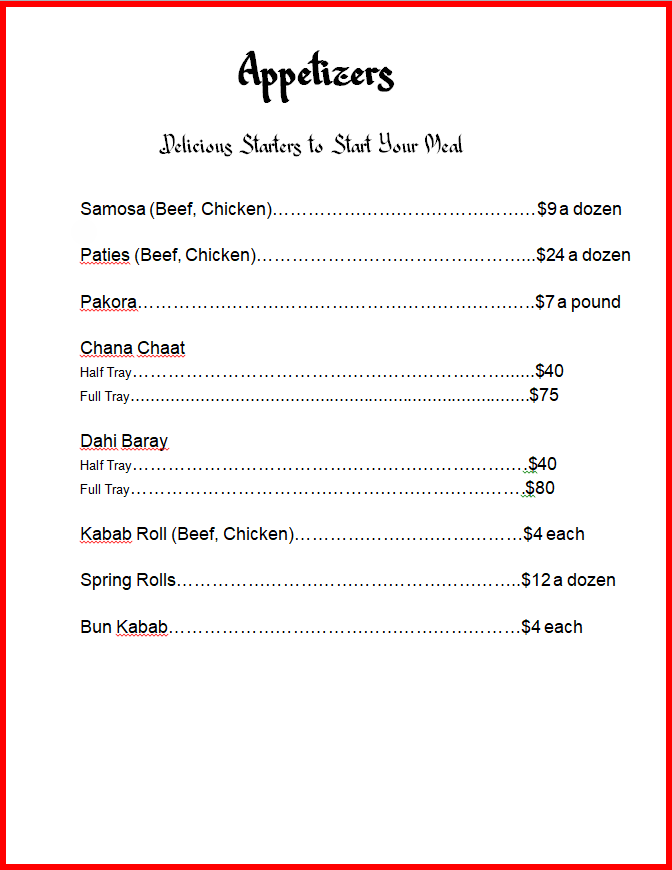 Appetizers
Delicious Starters to Start Your Meal
Samosa (Beef, Chicken)………………………………………$9 a dozen
Paties (Beef, Chicken)………………………………………...$24 a dozen
Pakora………………………………………………………….$7 a pound
Chana Chaat
Half Tray………………………………………………………......$40
Full Tray................................................................................$75
Dahi Baray
Half Tray………………………………………………………….$40
Full Tray………………………………………………………….$80
Kabab Roll (Beef, Chicken)…………………………………$4 each
Spring Rolls…………………………………………………..$12 a dozen
Bun Kabab……………………………………………………$4 each